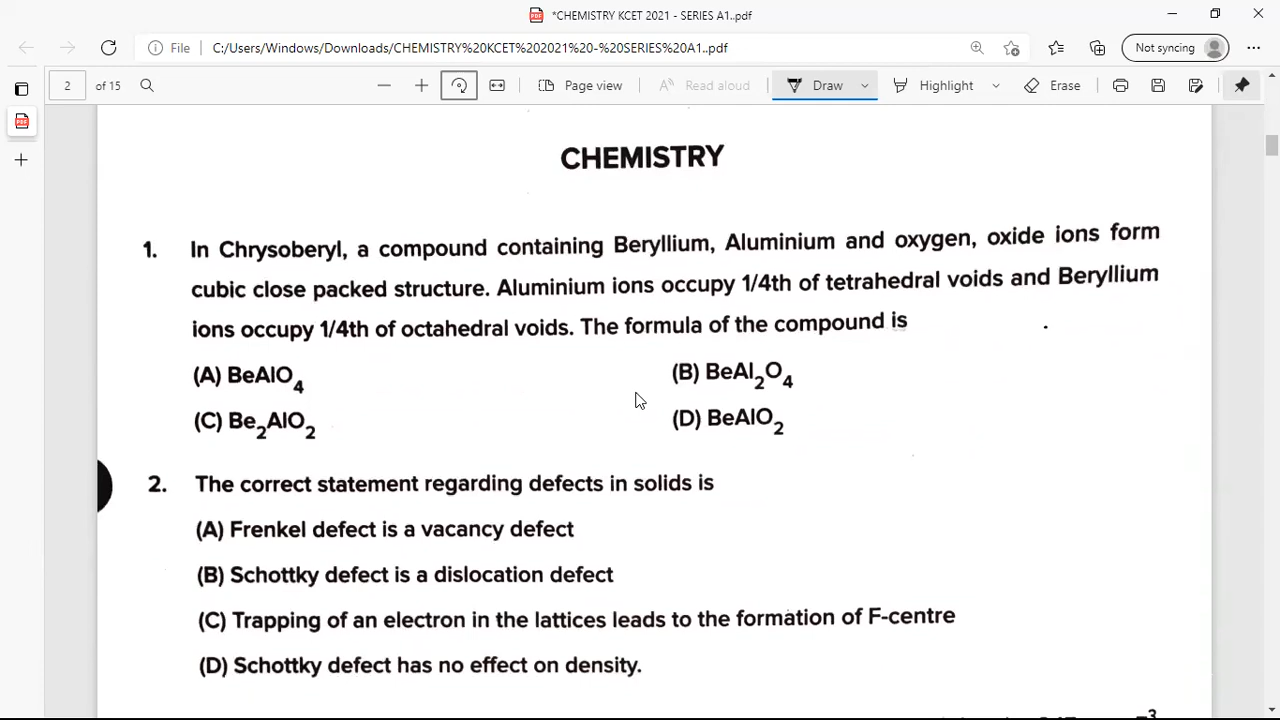 *CHEMISTRY KCET 2021 - SERIES A1..pdf
File C:/Users/Windows/Downloads/CHEMISTRY%20KCET%202021%20-%20SERIES%20A1..pdf Not syncing
2 of 15 Page view Read aloud Draw Highlight Erase
CHEMISTRY
1. In Chrysoberyl, a compound containing Beryllium, Aluminium and oxygen, oxide ions form
cubic close packed structure. Aluminium ions occupy 1/4th of tetrahedral voids and Beryllium
ions occupy 1/4th of octahedral voids. The formula of the compound is
(A) BeAlO4 (B) BeAl2O4
(C) Be2AlO2 (D) BeAlO2
2. The correct statement regarding defects in solids is
(A) Frenkel defect is a vacancy defect
(B) Schottky defect is a dislocation defect
(C) Trapping of an electron in the lattices leads to the formation of F-centre
(D) Schottky defect has no effect on density.